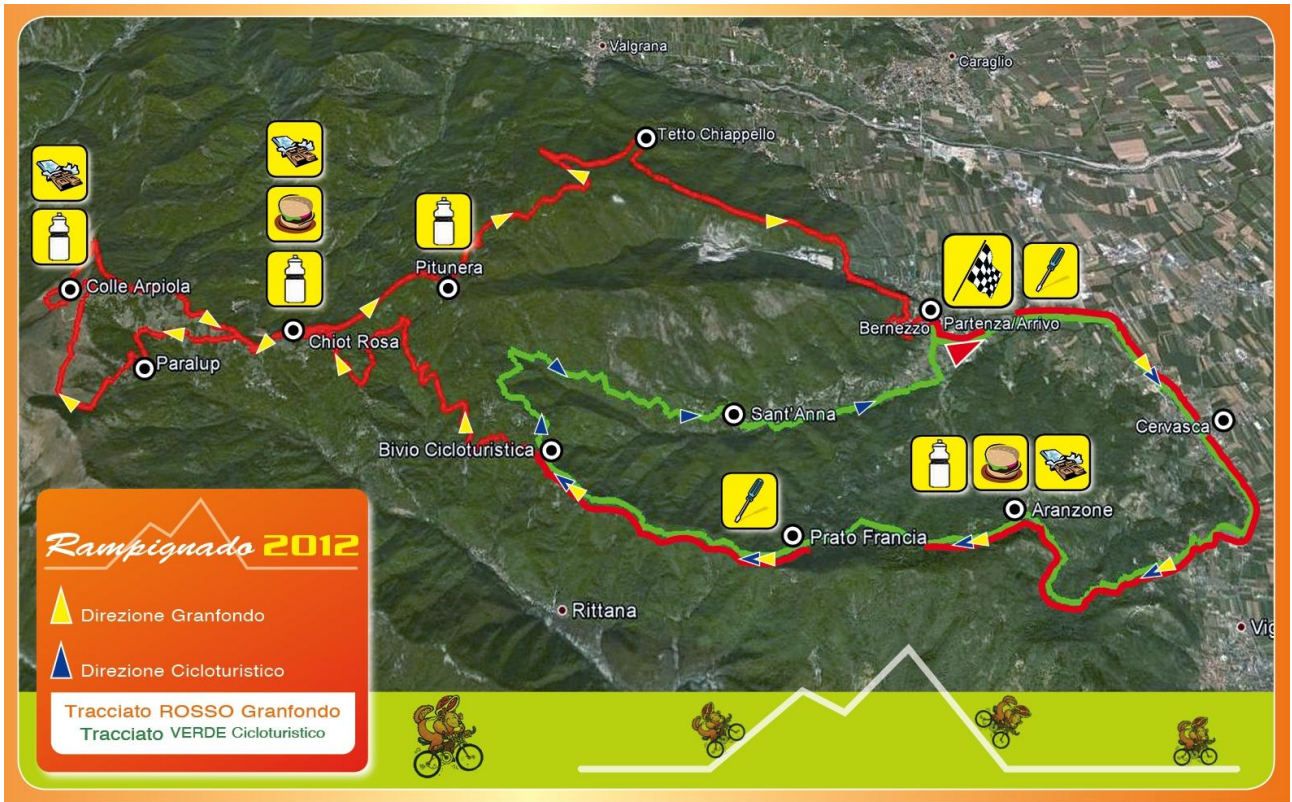 Valgrana
Caraglio
Tetto Chiappello
Pitunera
Colle Arpiola
Bernezzo
Partenza/Arrivo
Chiot Rosa
Paralup
Sant'Anna
Cervasca
Bivio Cicloturistica
Aranzone
Prato Francia
Rittana
Vig
Rampignado 2012
Direzione Granfondo
Direzione Cicloturistico
Tracciato ROSSO Granfondo
Tracciato VERDE Cicloturistico